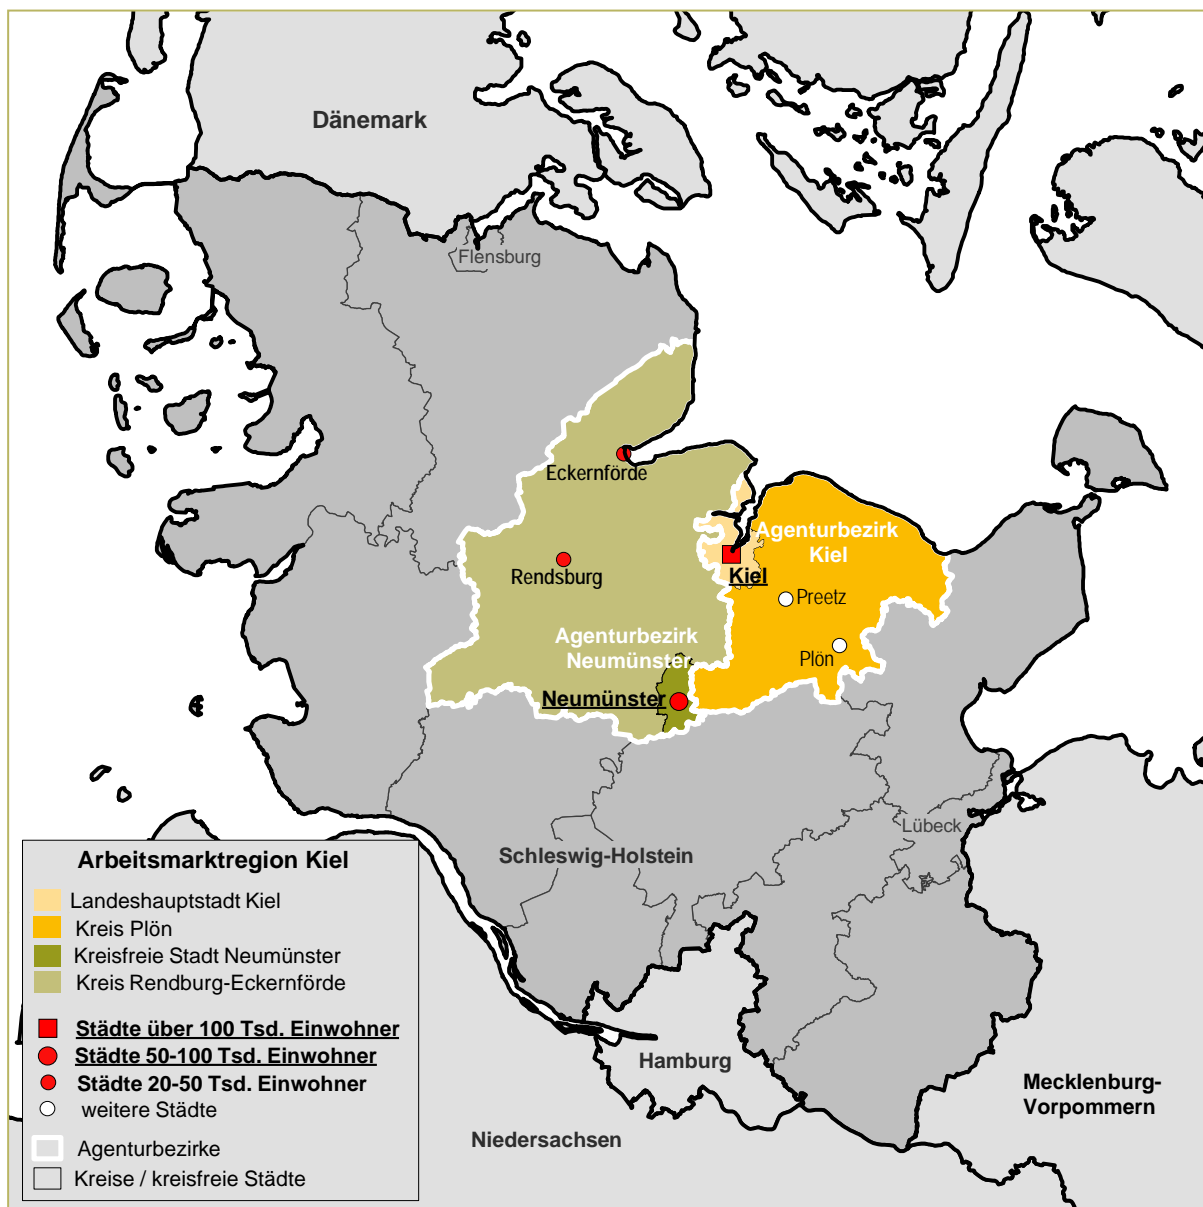 Dänemark
Flensburg
Eckernförde
Agenturbezirk
Kiel
Rendsburg
Kiel
Preetz
Agenturbezirk
Neumünster
Plön
Neumünster
Lübeck
Schleswig-Holstein
Hamburg
Mecklenburg-
Vorpommern
Niedersachsen
Arbeitsmarktregion Kiel
Landeshauptstadt Kiel
Kreis Plön
Kreisfreie Stadt Neumünster
Kreis Rendburg-Eckernförde
Städte über 100 Tsd. Einwohner
Städte 50-100 Tsd. Einwohner
Städte 20-50 Tsd. Einwohner
weitere Städte
Agenturbezirke
Kreise / kreisfreie Städte